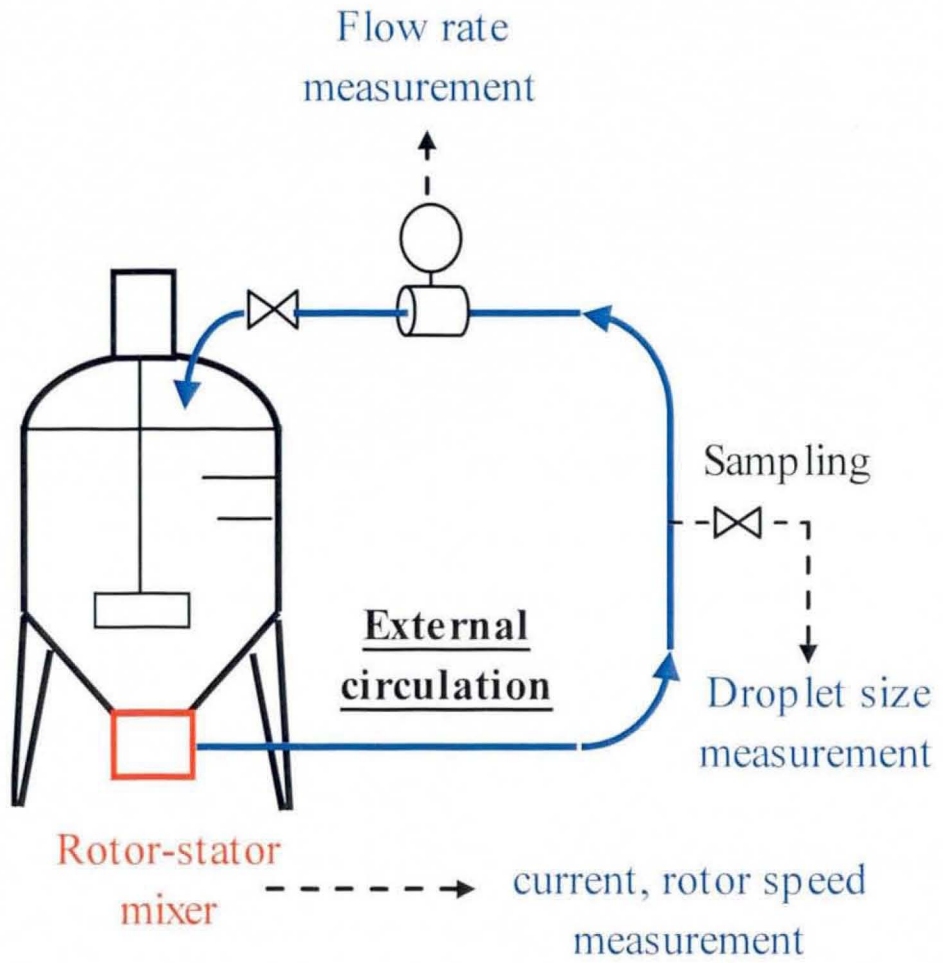 Flow rate
measurement
Sampling
External
circulation
Droplet size
measurement
Rotor-stator
mixer
current, rotor speed
measurement